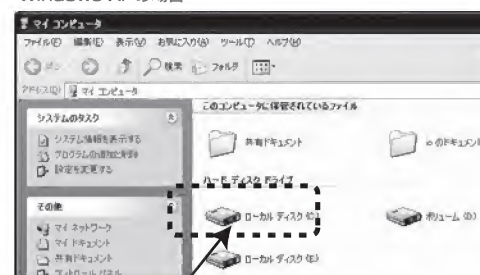 マイ コンピュータ
ファイル(F) 編集(E) 表示(V) お気に入り(A) ツール(T) ヘルプ(H)
検索 フォルダ
マイ コンピュータ
このコンピュータに保管されているファイル
システムのタスク
システム情報を表示する
プログラムの追加と削除
設定を変更する
共有ドキュメント
のドキュメント
ハード ディスク ドライブ
その他
マイ ネットワーク
マイ ドキュメント
共有ドキュメント
コントロール パネル
ローカル ディスク (C:)
ボリューム (D:)
ローカル ディスク (E:)